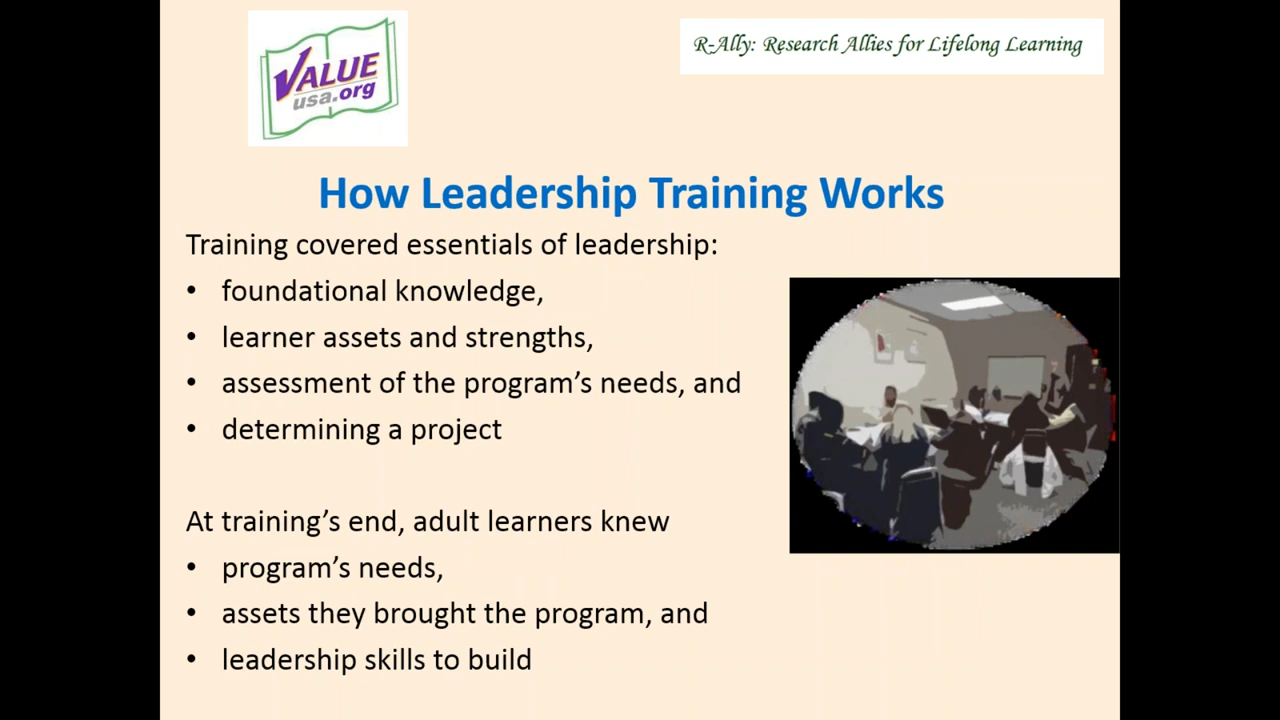 VALUE
usa.org
R-Ally: Research Allies for Lifelong Learning
How Leadership Training Works
Training covered essentials of leadership:
• foundational knowledge,
• learner assets and strengths,
• assessment of the program’s needs, and
• determining a project
At training’s end, adult learners knew
• program’s needs,
• assets they brought the program, and
• leadership skills to build